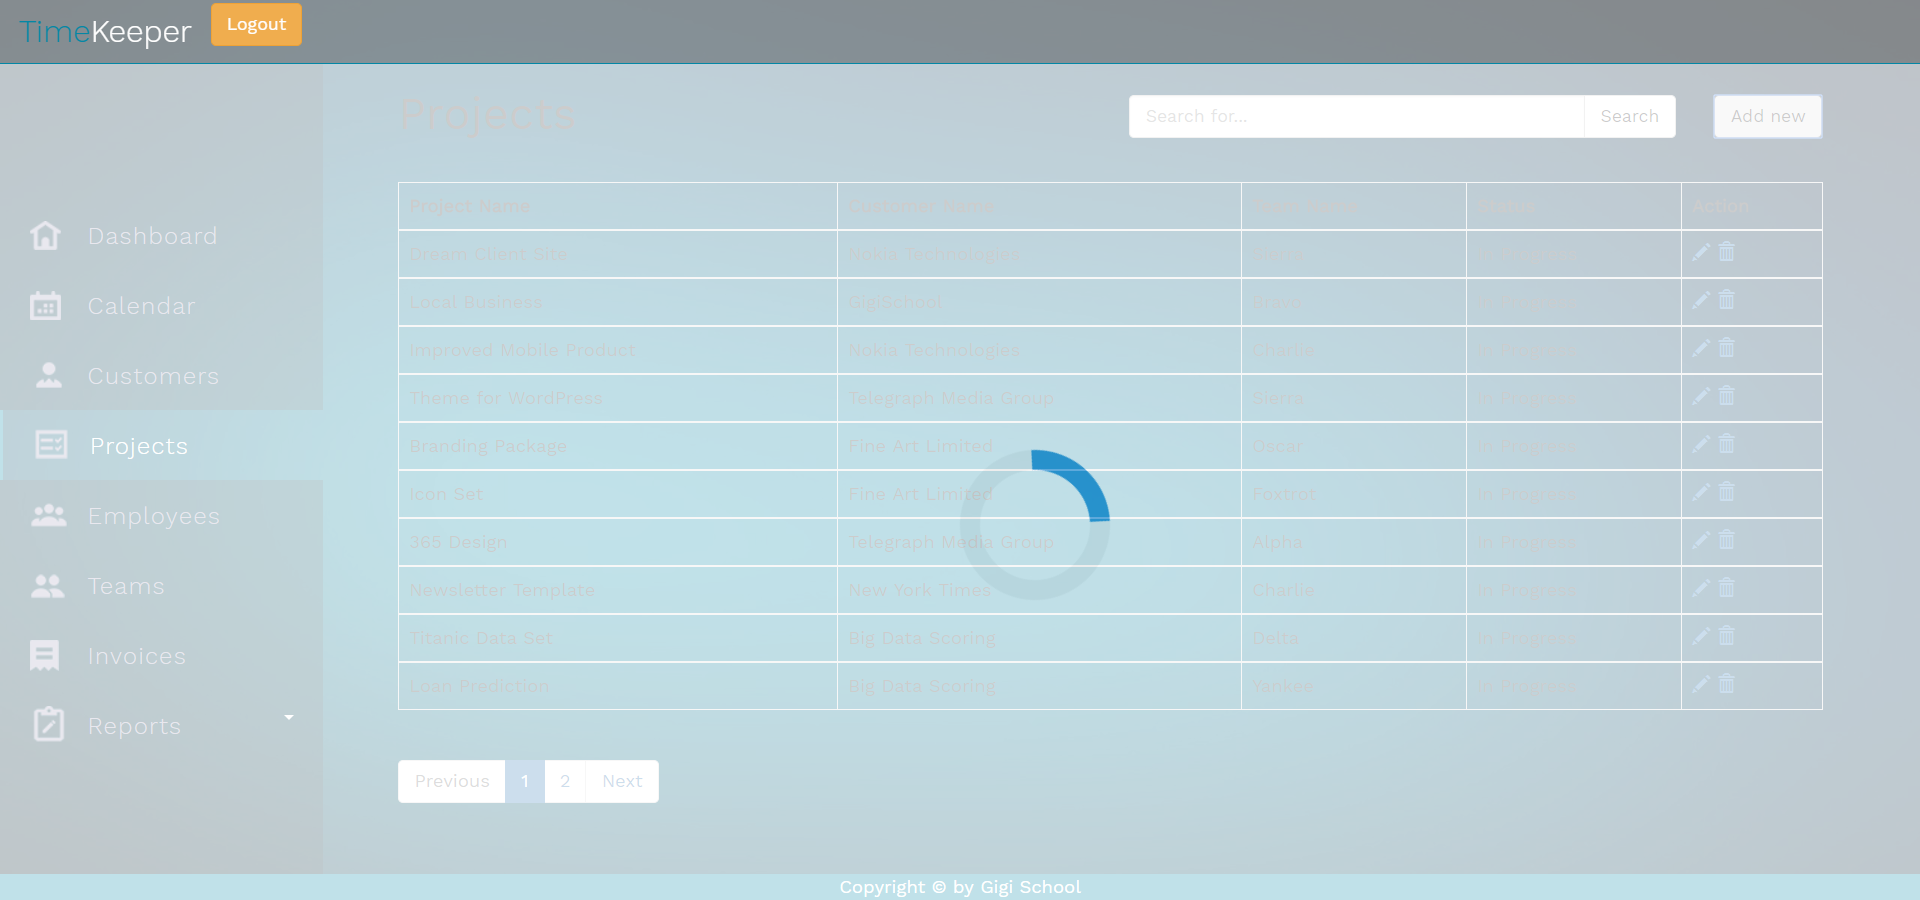 TimeKeeper Logout
Projects
Search for... Search Add new
Dashboard
Calendar
Customers
Projects
Employees
Teams
Invoices
Reports
Project Name Customer Name Team Name Status Action
Dream Client Site Nokia Technologies In Progress
Local Business GigiSchool In Progress
Improved Mobile Product Nokia Technologies Charlie In Progress
Theme for WordPress Telegraph Media Group Sierra In Progress
Branding Package Fine Art Limited Oscar In Progress
Icon Set Fine Art Limited Foxtrot In Progress
365 Design Telegraph Media Group Alpha In Progress
Newsletter Template New York Times Charlie In Progress
Titanic Data Set Big Data Scoring Delta In Progress
Loan Prediction Big Data Scoring Yankee In Progress
Previous 1 2 Next
Copyright © by Gigi School